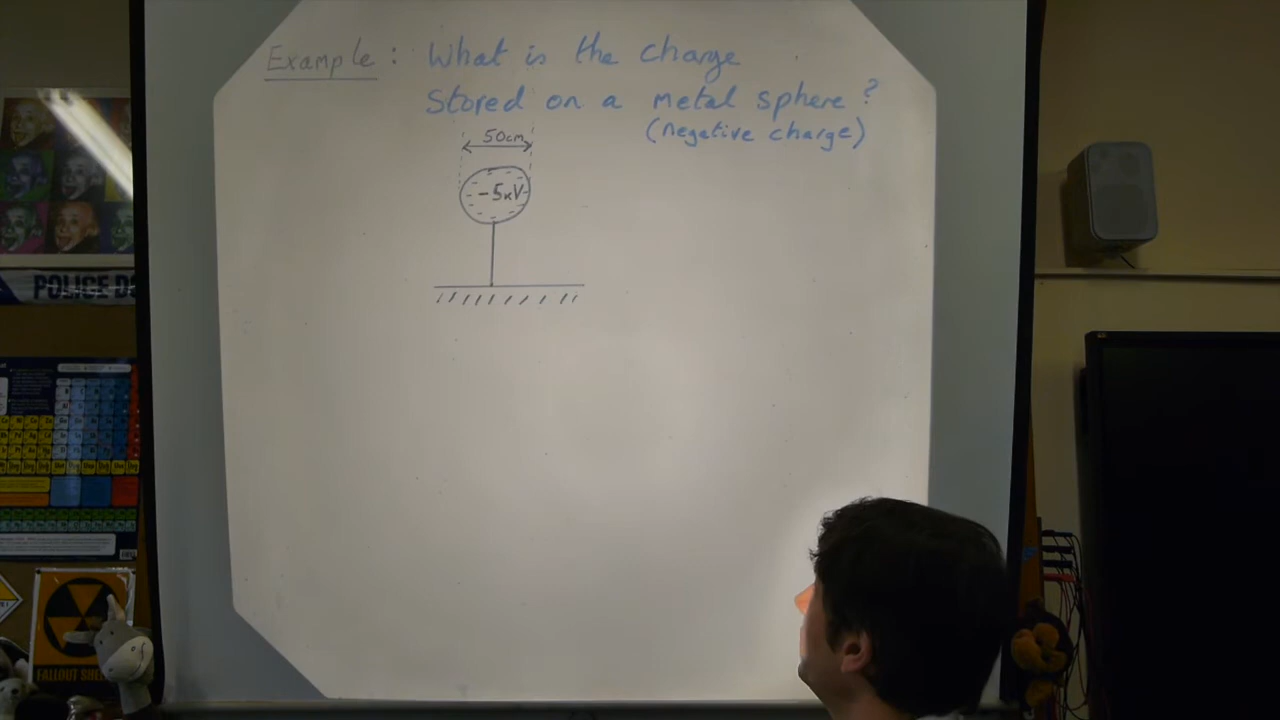 Example : What is the charge
stored on a metal sphere?
(negative charge)
50cm
-5kV
POLICE DO
FALLOUT SHE